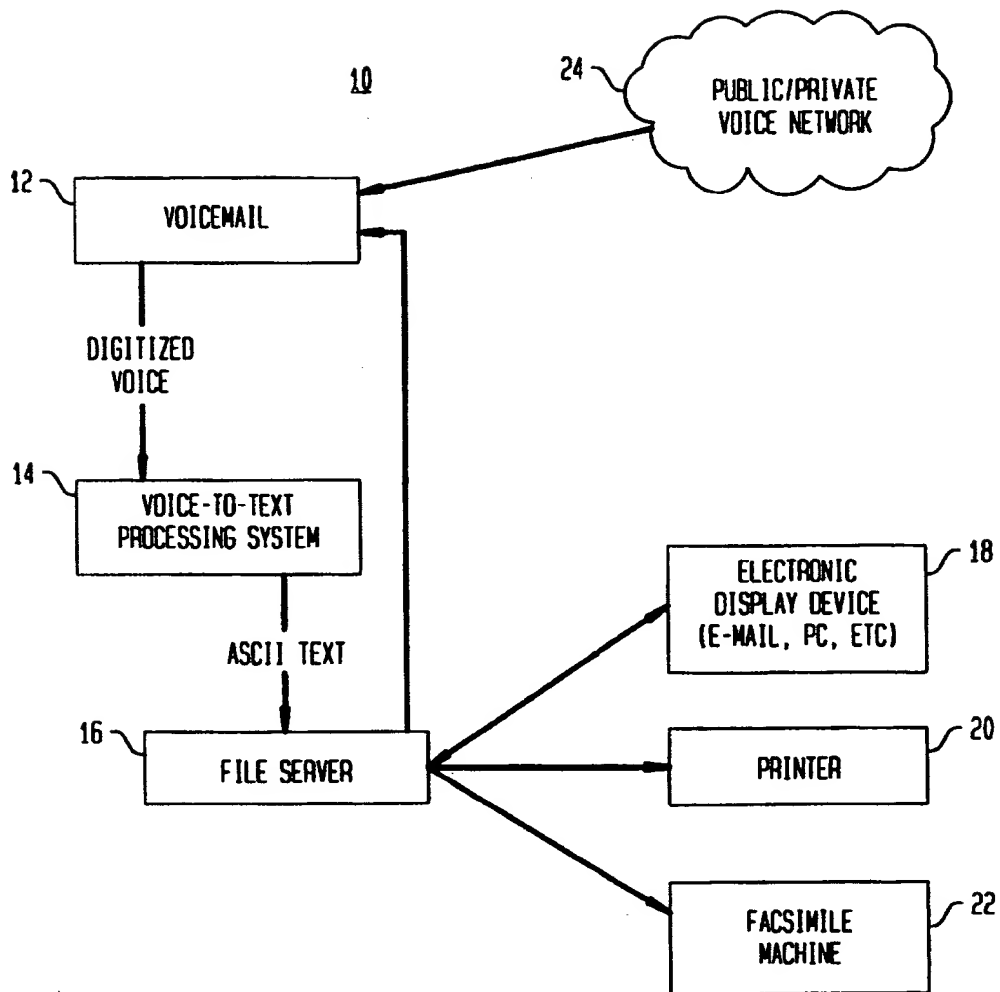 10
24
PUBLIC/PRIVATE
VOICE NETWORK
12
VOICEMAIL
DIGITIZED
VOICE
14
VOICE-TO-TEXT
PROCESSING SYSTEM
ASCII TEXT
16
FILE SERVER
18
ELECTRONIC
DISPLAY DEVICE
(E-MAIL, PC, ETC)
20
PRINTER
22
FACSIMILE
MACHINE